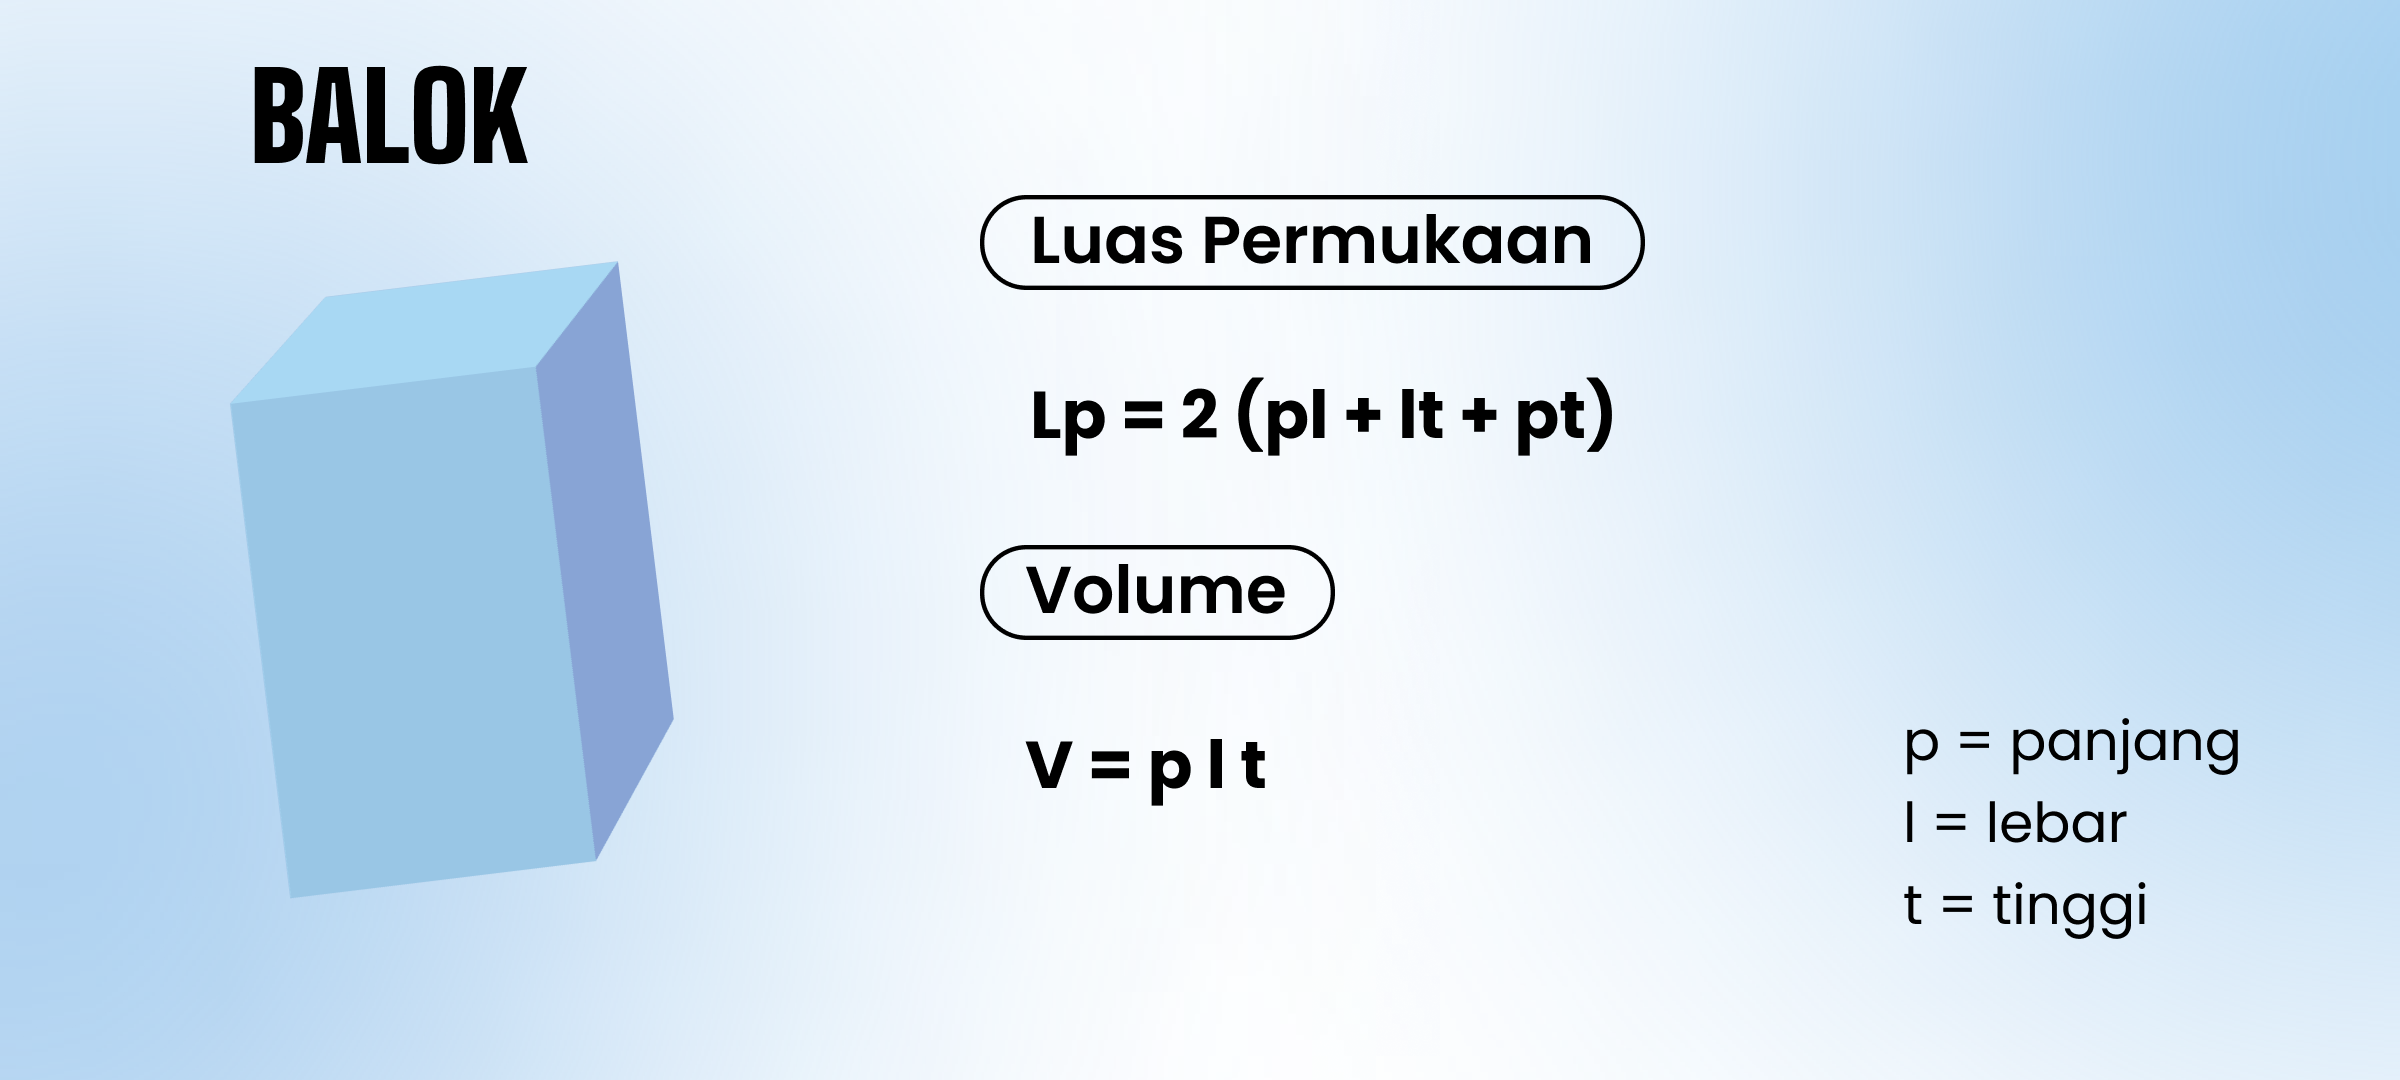 BALOK
Luas Permukaan
Lp = 2 (pl + lt + pt)
Volume
V = p l t
p = panjang
l = lebar
t = tinggi